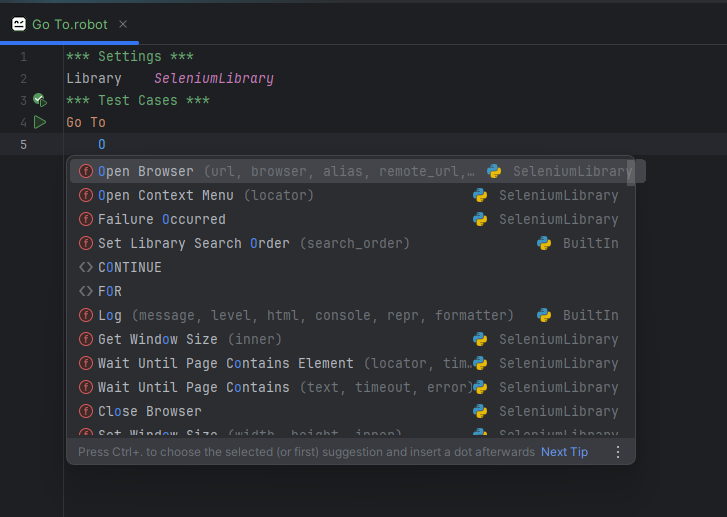 Go To.robot
1 *** Settings ***
2 Library SeleniumLibrary
3 *** Test Cases ***
4 Go To
5 O
Open Browser (url, browser, alias, remote_url,… SeleniumLibrary
Open Context Menu (locator) SeleniumLibrary
Failure Occurred SeleniumLibrary
Set Library Search Order (search_order) BuiltIn
CONTINUE
FOR
Log (message, level, html, console, repr, formatter) BuiltIn
Get Window Size (inner) SeleniumLibrary
Wait Until Page Contains Element (locator, tim… SeleniumLibrary
Wait Until Page Contains (text, timeout, error) SeleniumLibrary
Close Browser SeleniumLibrary
Set Window Size (width, height, inner) SeleniumLibrary
Press Ctrl+. to choose the selected (or first) suggestion and insert a dot afterwards Next Tip